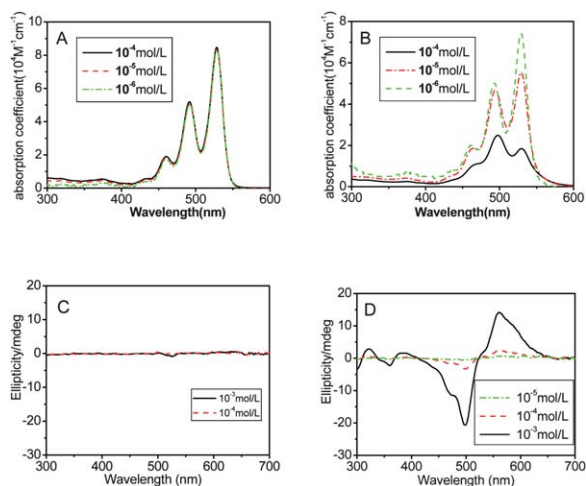 A
10⁻⁴mol/L
10⁻⁵mol/L
10⁻⁶mol/L
absorption coefficient(10⁴M⁻¹cm⁻¹)
10
8
6
4
2
0
300 400 500 600
Wavelength(nm)
B
10⁻⁴mol/L
10⁻⁵mol/L
10⁻⁶mol/L
absorption coefficient(10⁴M⁻¹cm⁻¹)
8
6
4
2
0
300 400 500 600
Wavelength(nm)
C
Ellipticity/mdeg
20
10
0
-10
-20
-30
10⁻³mol/L
10⁻⁴mol/L
300 400 500 600 700
Wavelength (nm)
D
Ellipticity/mdeg
20
10
0
-10
-20
-30
10⁻⁵mol/L
10⁻⁴mol/L
10⁻³mol/L
300 400 500 600 700
Wavelength (nm)